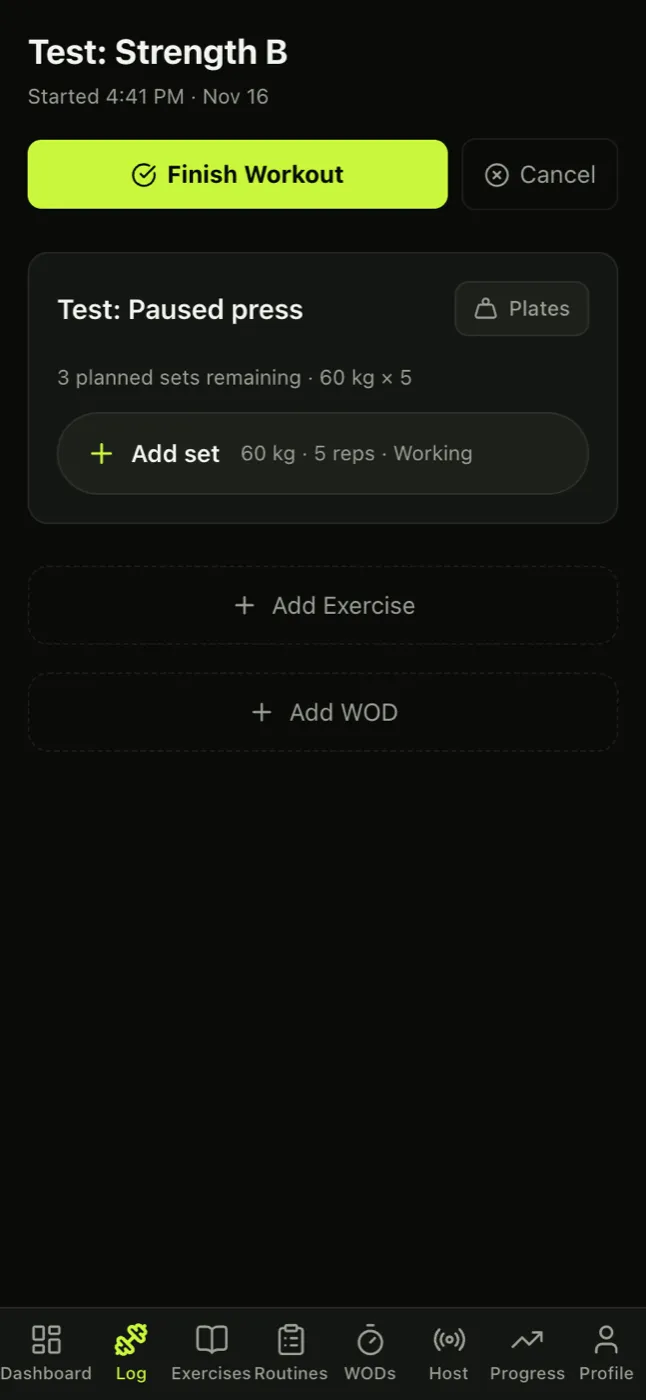 Test: Strength B
Started 4:41 PM · Nov 16
Finish Workout
Cancel
Test: Paused press
Plates
3 planned sets remaining · 60 kg × 5
Add set 60 kg · 5 reps · Working
Add Exercise
Add WOD
Dashboard Log Exercises Routines WODs Host Progress Profile